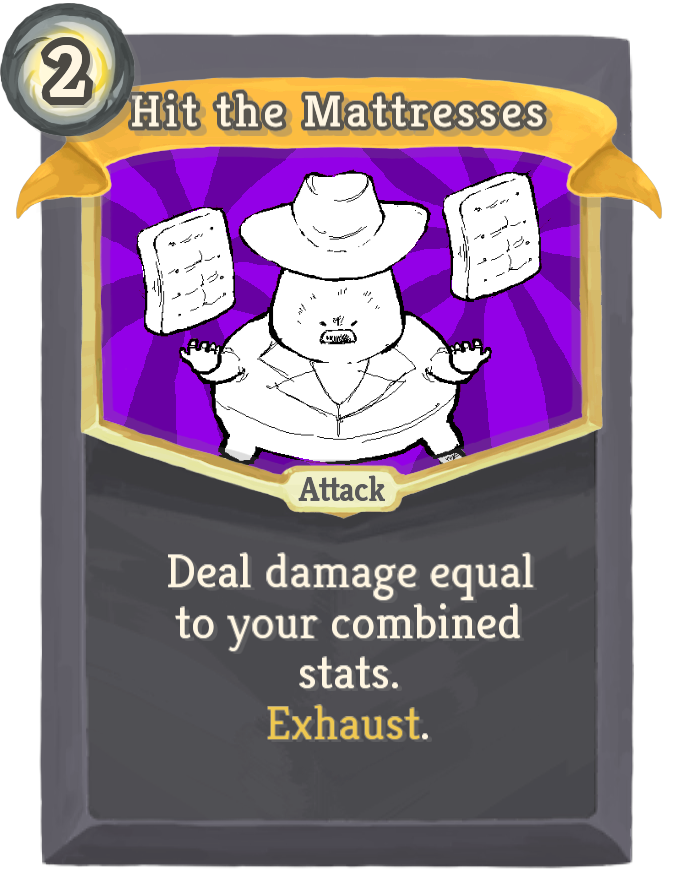 2
Hit the Mattresses
Attack
Deal damage equal
to your combined
stats.
Exhaust.